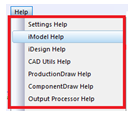 Help
Settings Help
iModel Help
iDesign Help
CAD Utils Help
ProductionDraw Help
ComponentDraw Help
Output Processor Help